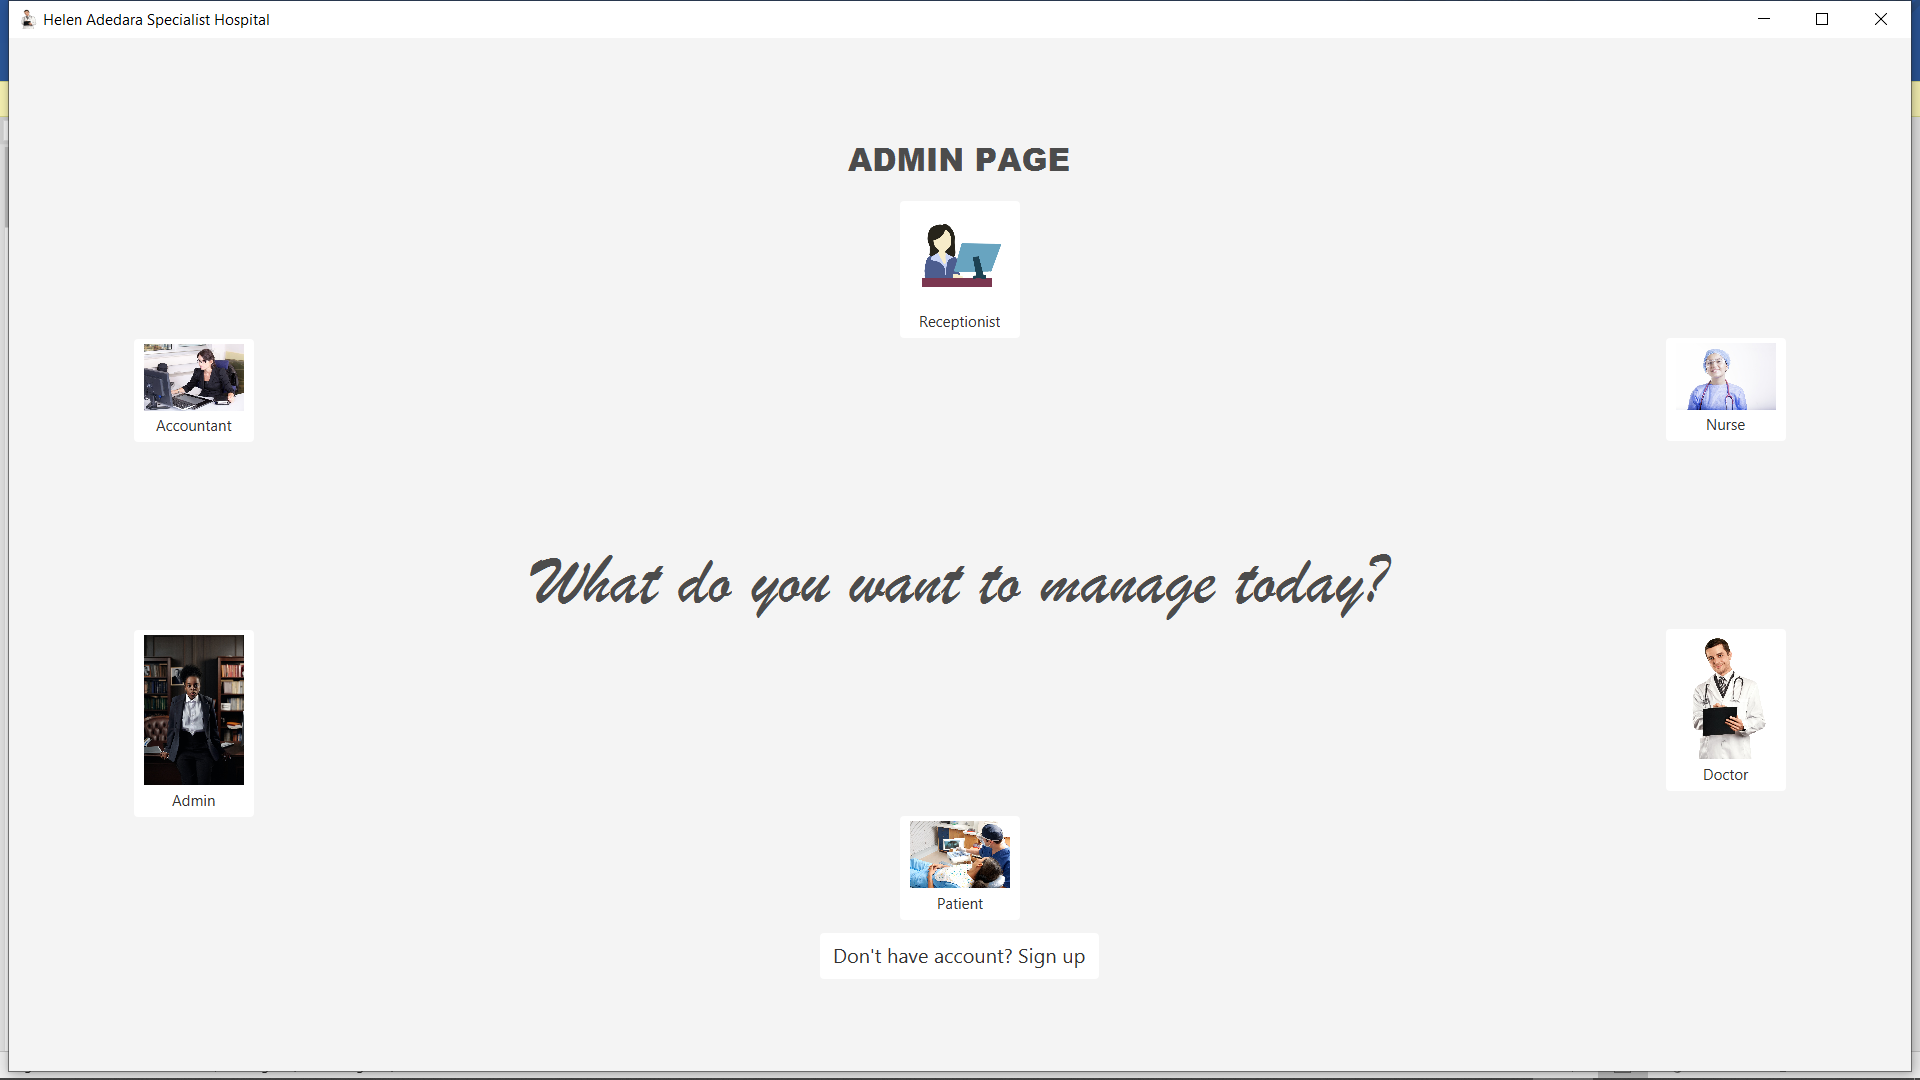 Helen Adedara Specialist Hospital
ADMIN PAGE
Receptionist
Accountant
Nurse
What do you want to manage today?
Admin
Doctor
Patient
Don't have account? Sign up